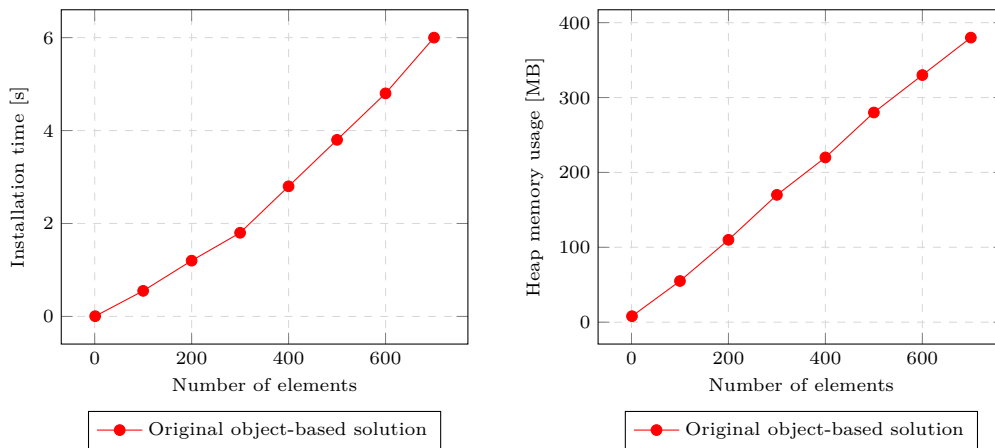 6
4
2
0
0
200
400
600
Installation time [s]
Number of elements
Original object-based solution
400
300
200
100
0
0
200
400
600
Heap memory usage [MB]
Number of elements
Original object-based solution